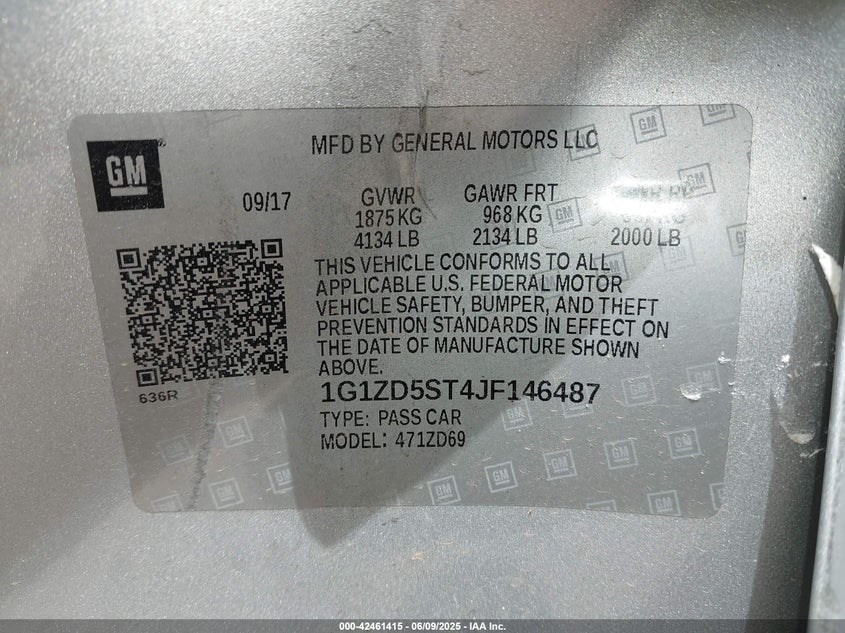 GM
MFD BY GENERAL MOTORS LLC
09/17
GVWR GAWR FRT
1875 KG 968 KG
4134 LB 2134 LB 2000 LB
THIS VEHICLE CONFORMS TO ALL
APPLICABLE U.S. FEDERAL MOTOR
VEHICLE SAFETY, BUMPER, AND THEFT
PREVENTION STANDARDS IN EFFECT ON
THE DATE OF MANUFACTURE SHOWN
ABOVE.
636R
1G1ZD5ST4JF146487
TYPE: PASS CAR
MODEL: 471ZD69
000-42461415 - 06/09/2025 - IAA Inc.